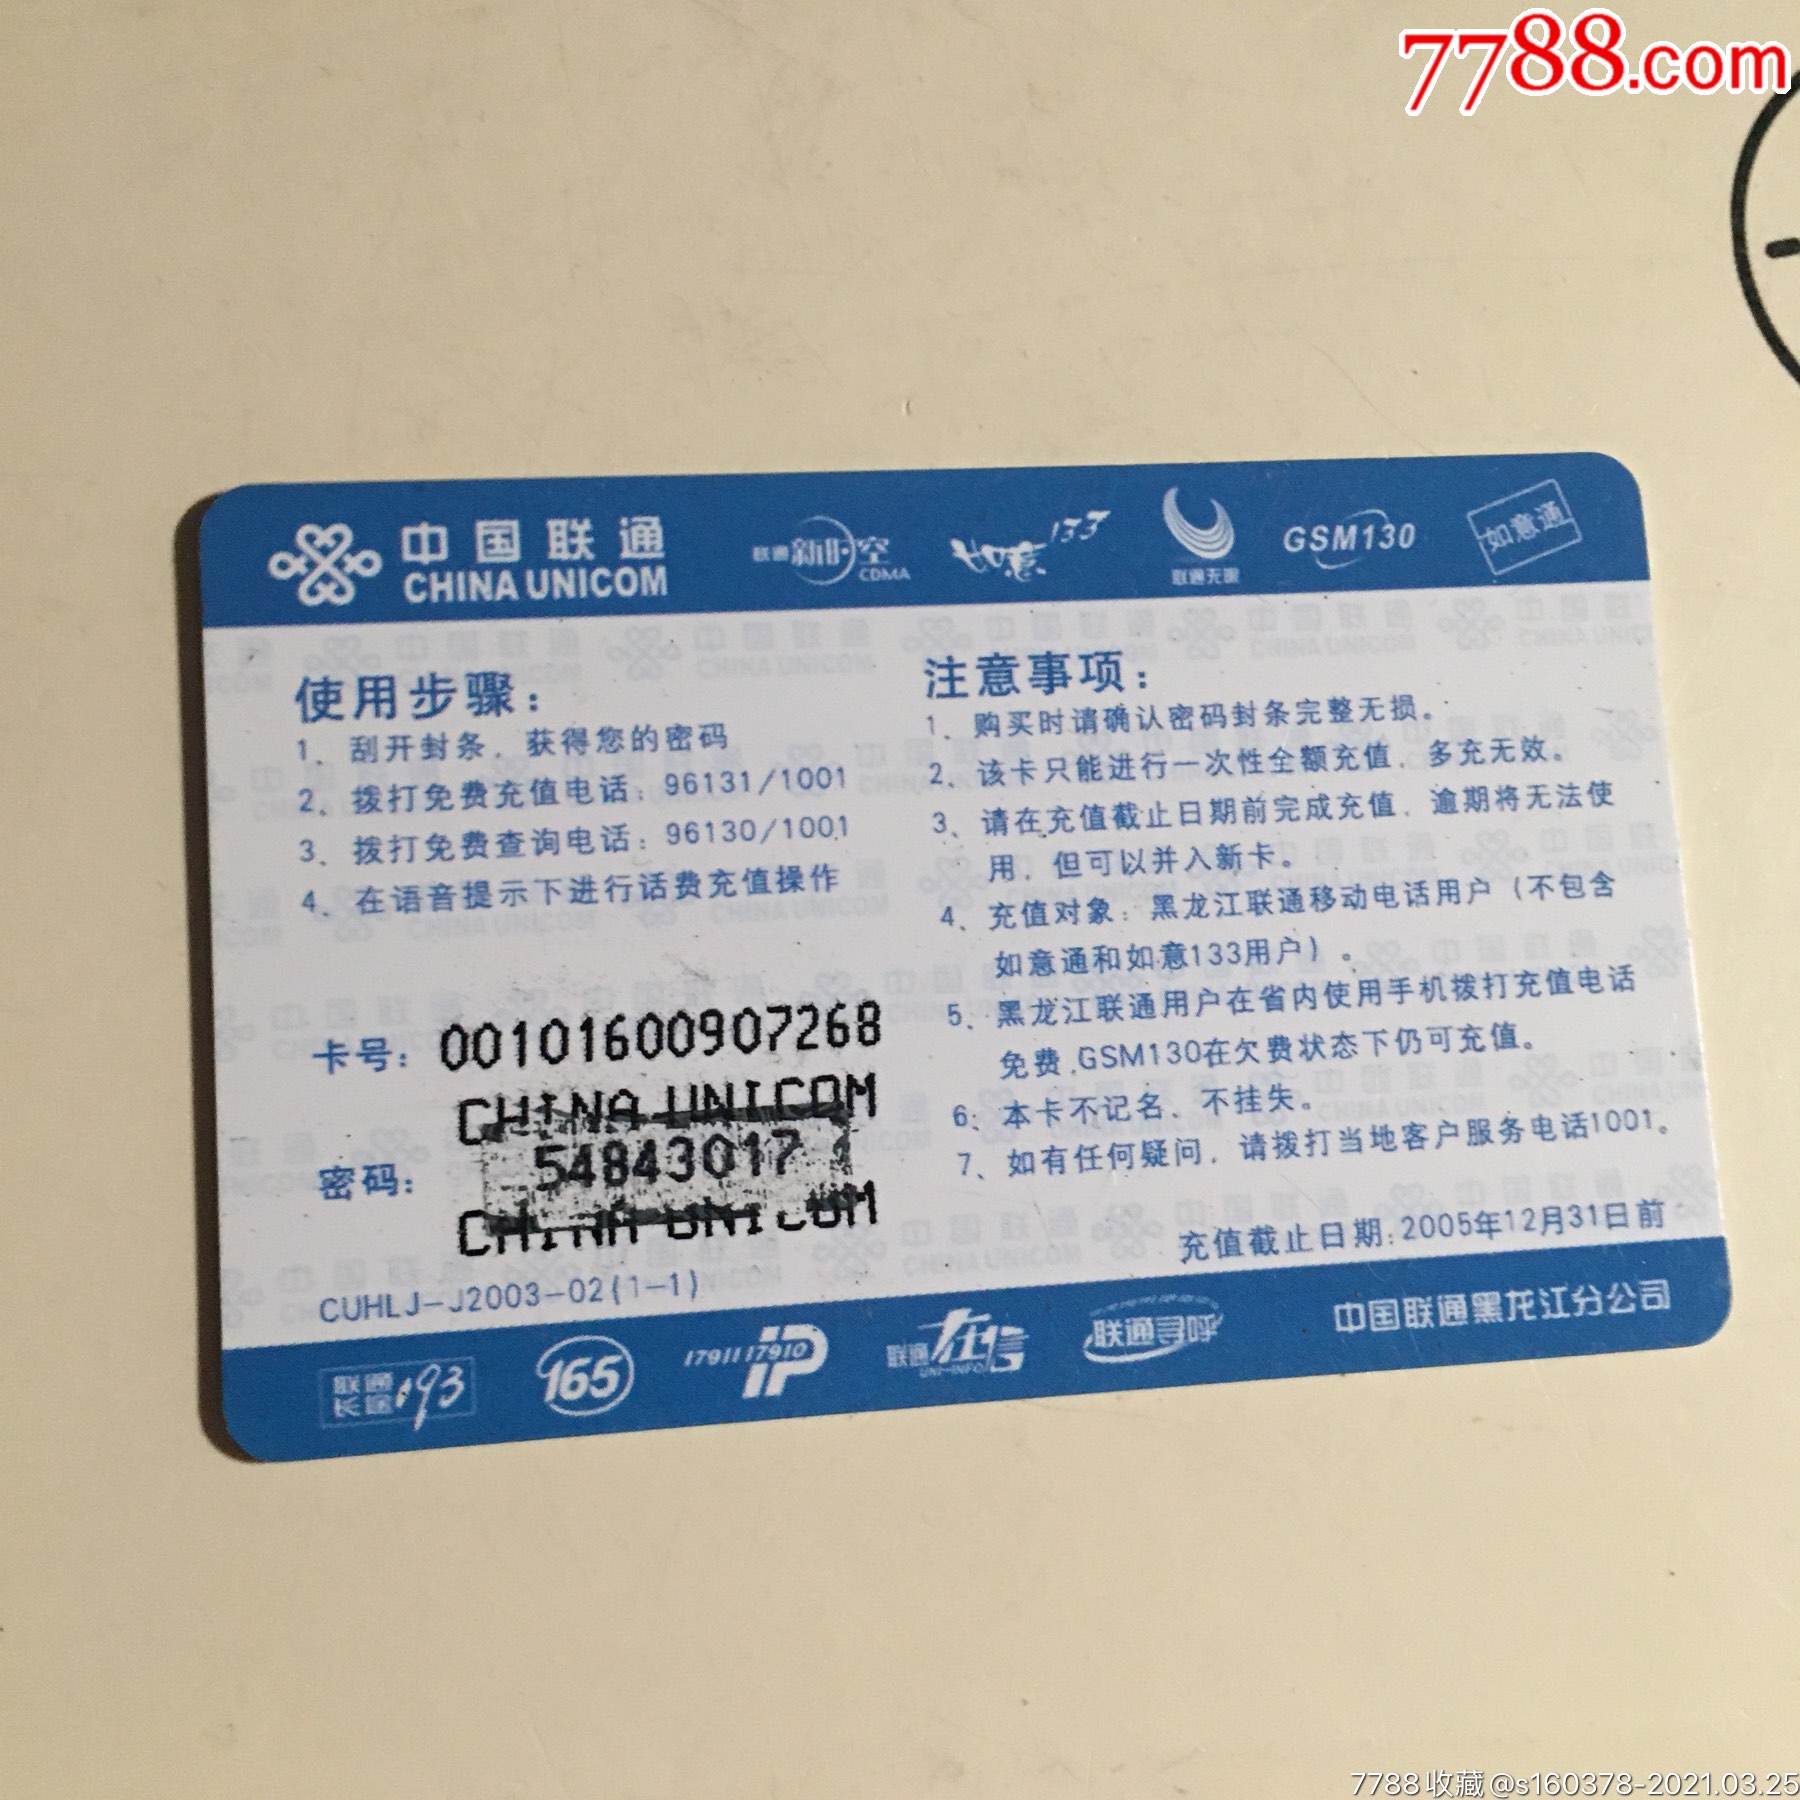 7788.com
中国联通
CHINA UNICOM
联通新时空
CDMA
如意133
联通无限
GSM130
如意通
使用步骤：
1、刮开封条，获得您的密码
2、拨打免费充值电话：96131/1001
3、拨打免费查询电话：96130/1001
4、在语音提示下进行话费充值操作
卡号：00101600907268
CHINA UNICOM
密码：54843017
CHINA UNICOM
CUHLJ-J2003-02(1-1)
注意事项：
1、购买时请确认密码封条完整无损。
2、该卡只能进行一次性全额充值，多充无效。
3、请在充值截止日期前完成充值，逾期将无法使
用，但可以并入新卡。
4、充值对象：黑龙江联通移动电话用户（不包含
如意通和如意133用户）。
5、黑龙江联通用户在省内使用手机拨打充值电话
免费,GSM130在欠费状态下仍可充值。
6、本卡不记名、不挂失。
7、如有任何疑问，请拨打当地客户服务电话1001。
充值截止日期:2005年12月31日前
联通长途193
165
17911 17910 IP
联通在信
UNI-INFO
联通寻呼
中国联通黑龙江分公司
7788收藏@s160378-2021.03.25